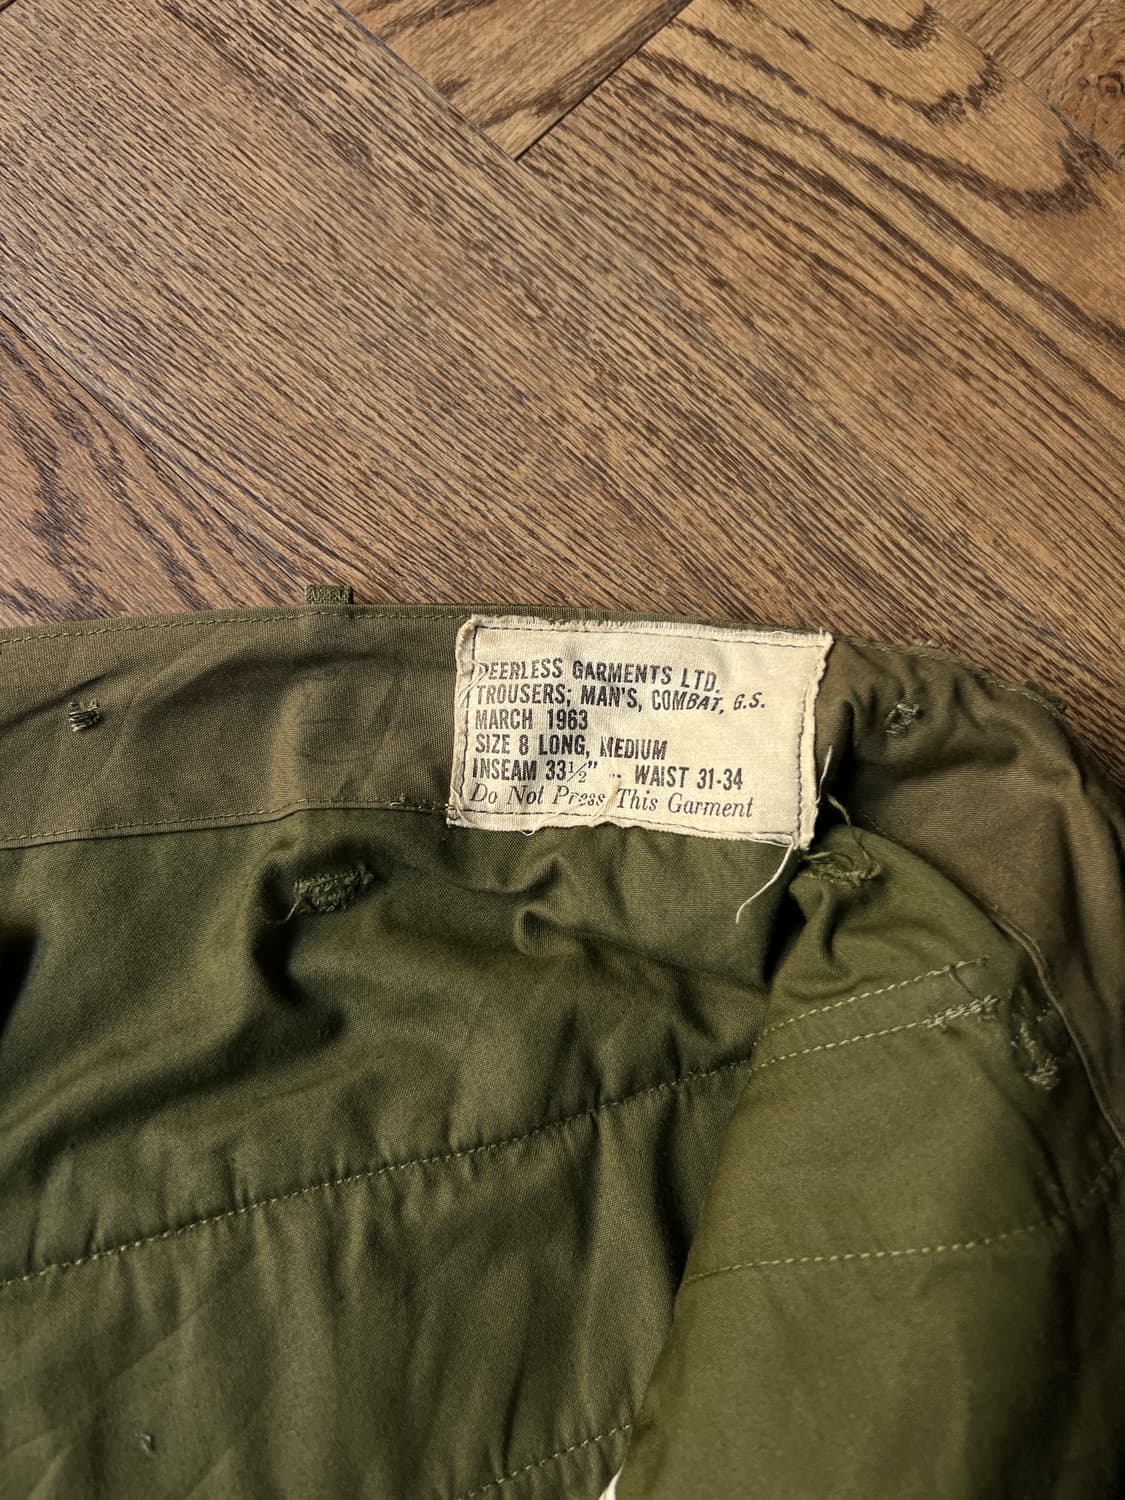 PEERLESS GARMENTS LTD.
TROUSERS; MAN'S, COMBAT, G.S.
MARCH 1963
SIZE 8 LONG, MEDIUM
INSEAM 33½" -- WAIST 31-34
Do Not Press This Garment